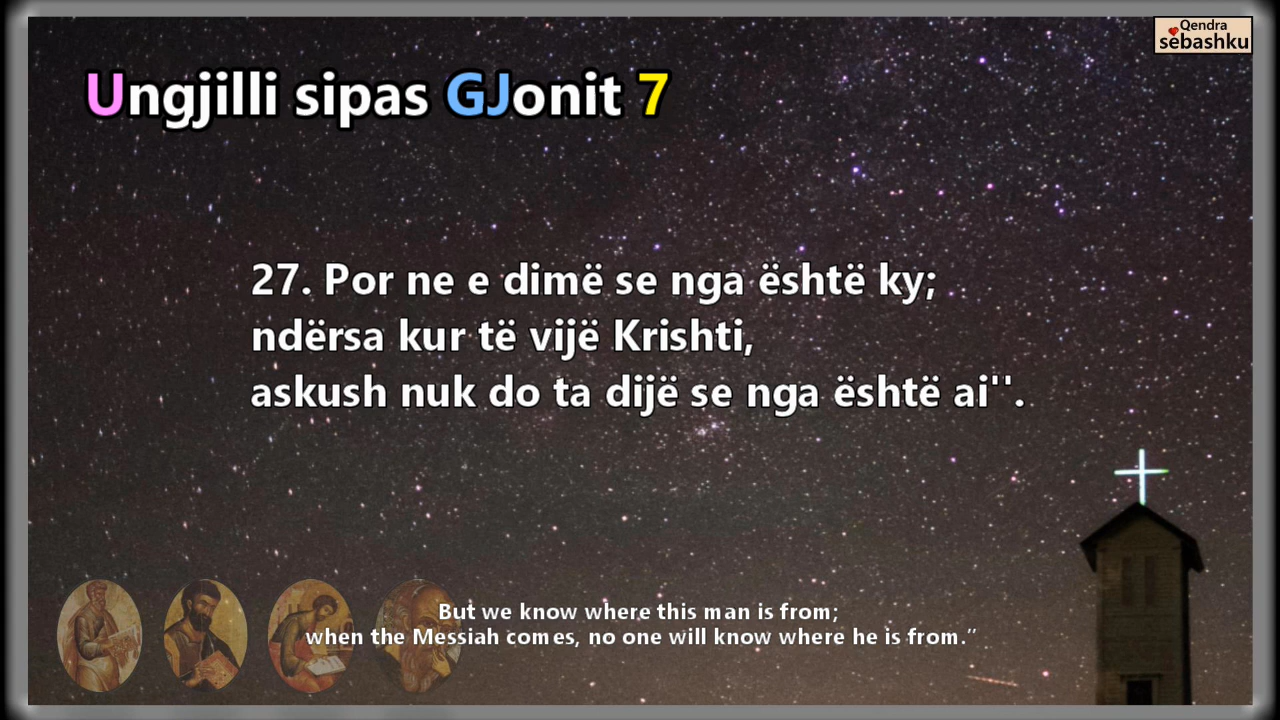 Qendra
sëbashku
Ungjilli sipas GJonit 7
27. Por ne e dimë se nga është ky;
ndërsa kur të vijë Krishti,
askush nuk do ta dijë se nga është ai''.
But we know where this man is from;
when the Messiah comes, no one will know where he is from.”